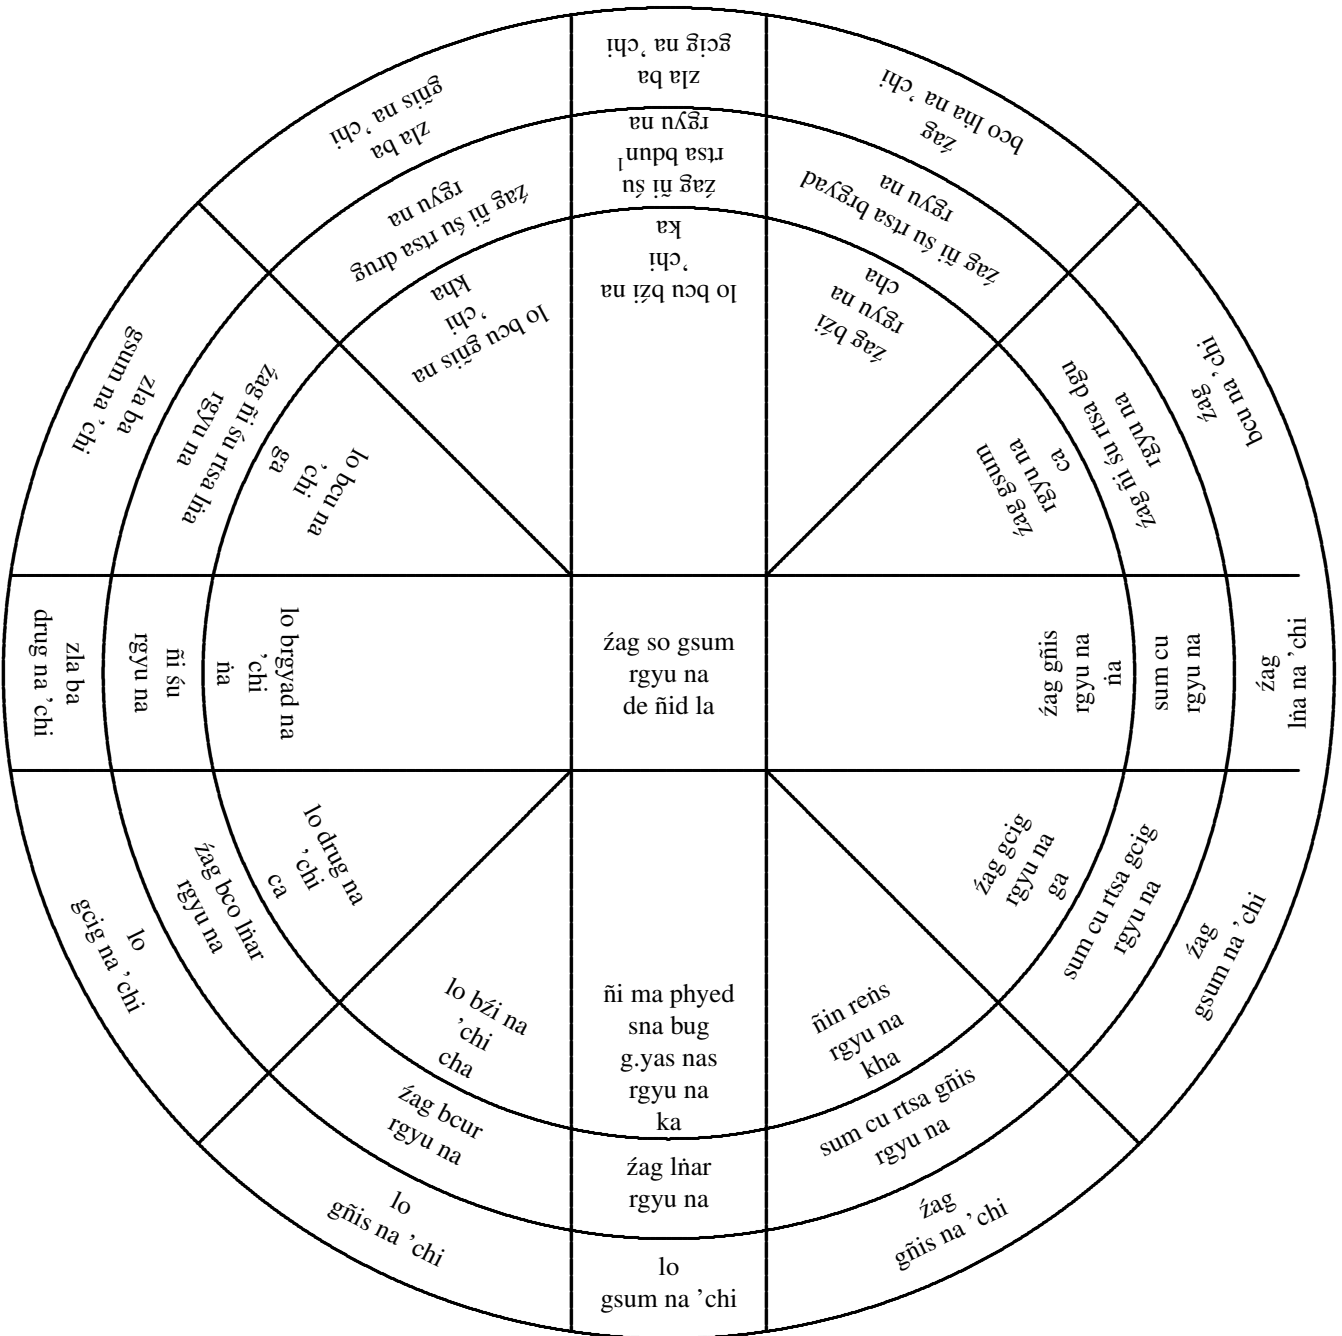 źag so gsum
rgyu na
de ñid la
ñi ma phyed
sna bug
g.yas nas
rgyu na
ka
źag lṅar
rgyu na
lo
gsum na ’chi
lo bźi na
’chi
cha
źag bcur
rgyu na
lo
gñis na ’chi
lo drug na
’chi
ca
źag bco lṅar
rgyu na
lo
gcig na ’chi
lo brgyad na
’chi
ṅa
ñi śu
rgyu na
zla ba
drug na ’chi
lo bcu na
’chi
ga
źag ñi śu rtsa lṅa
rgyu na
zla ba
gsum na ’chi
lo bcu gñis na
’chi
kha
źag ñi śu rtsa drug
rgyu na
zla ba
gñis na ’chi
lo bcu bźi na
’chi
ka
źag ñi śu
rtsa bdun1
rgyu na
zla ba
gcig na ’chi
źag bźi
rgyu na
cha
źag ñi śu rtsa brgyad
rgyu na
źag
bco lṅa na ’chi
źag gsum
rgyu na
ca
źag ñi śu rtsa dgu
rgyu na
źag
bcu na ’chi
źag gñis
rgyu na
ṅa
sum cu
rgyu na
źag
lṅa na ’chi
źag gcig
rgyu na
ga
sum cu rtsa gcig
rgyu na
źag
gsum na ’chi
ñin reṅs
rgyu na
kha
sum cu rtsa gñis
rgyu na
źag
gñis na ’chi